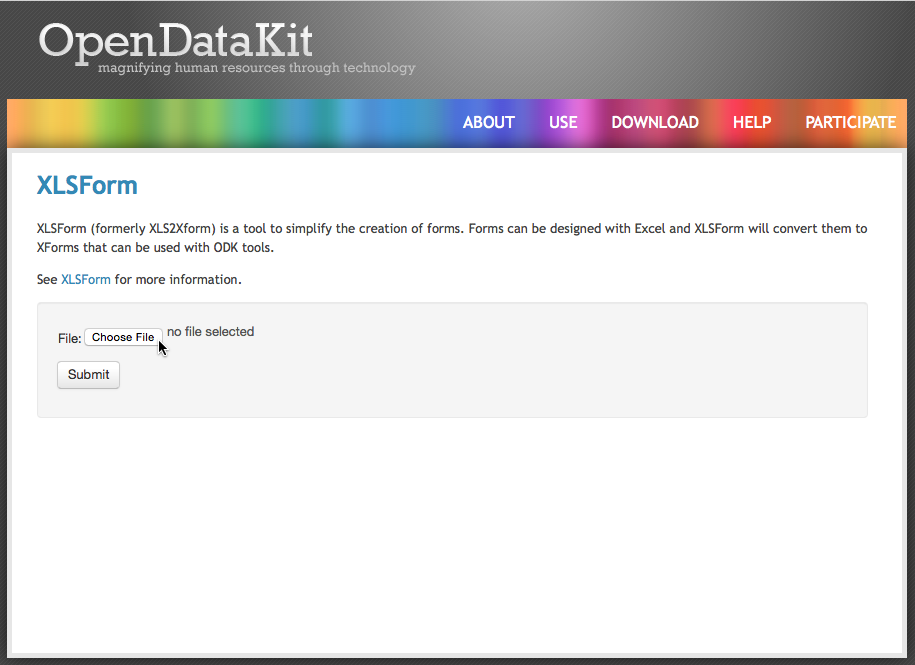 OpenDataKit
magnifying human resources through technology
ABOUT USE DOWNLOAD HELP PARTICIPATE
XLSForm
XLSForm (formerly XLS2Xform) is a tool to simplify the creation of forms. Forms can be designed with Excel and XLSForm will convert them to
XForms that can be used with ODK tools.
See XLSForm for more information.
File: Choose File no file selected
Submit